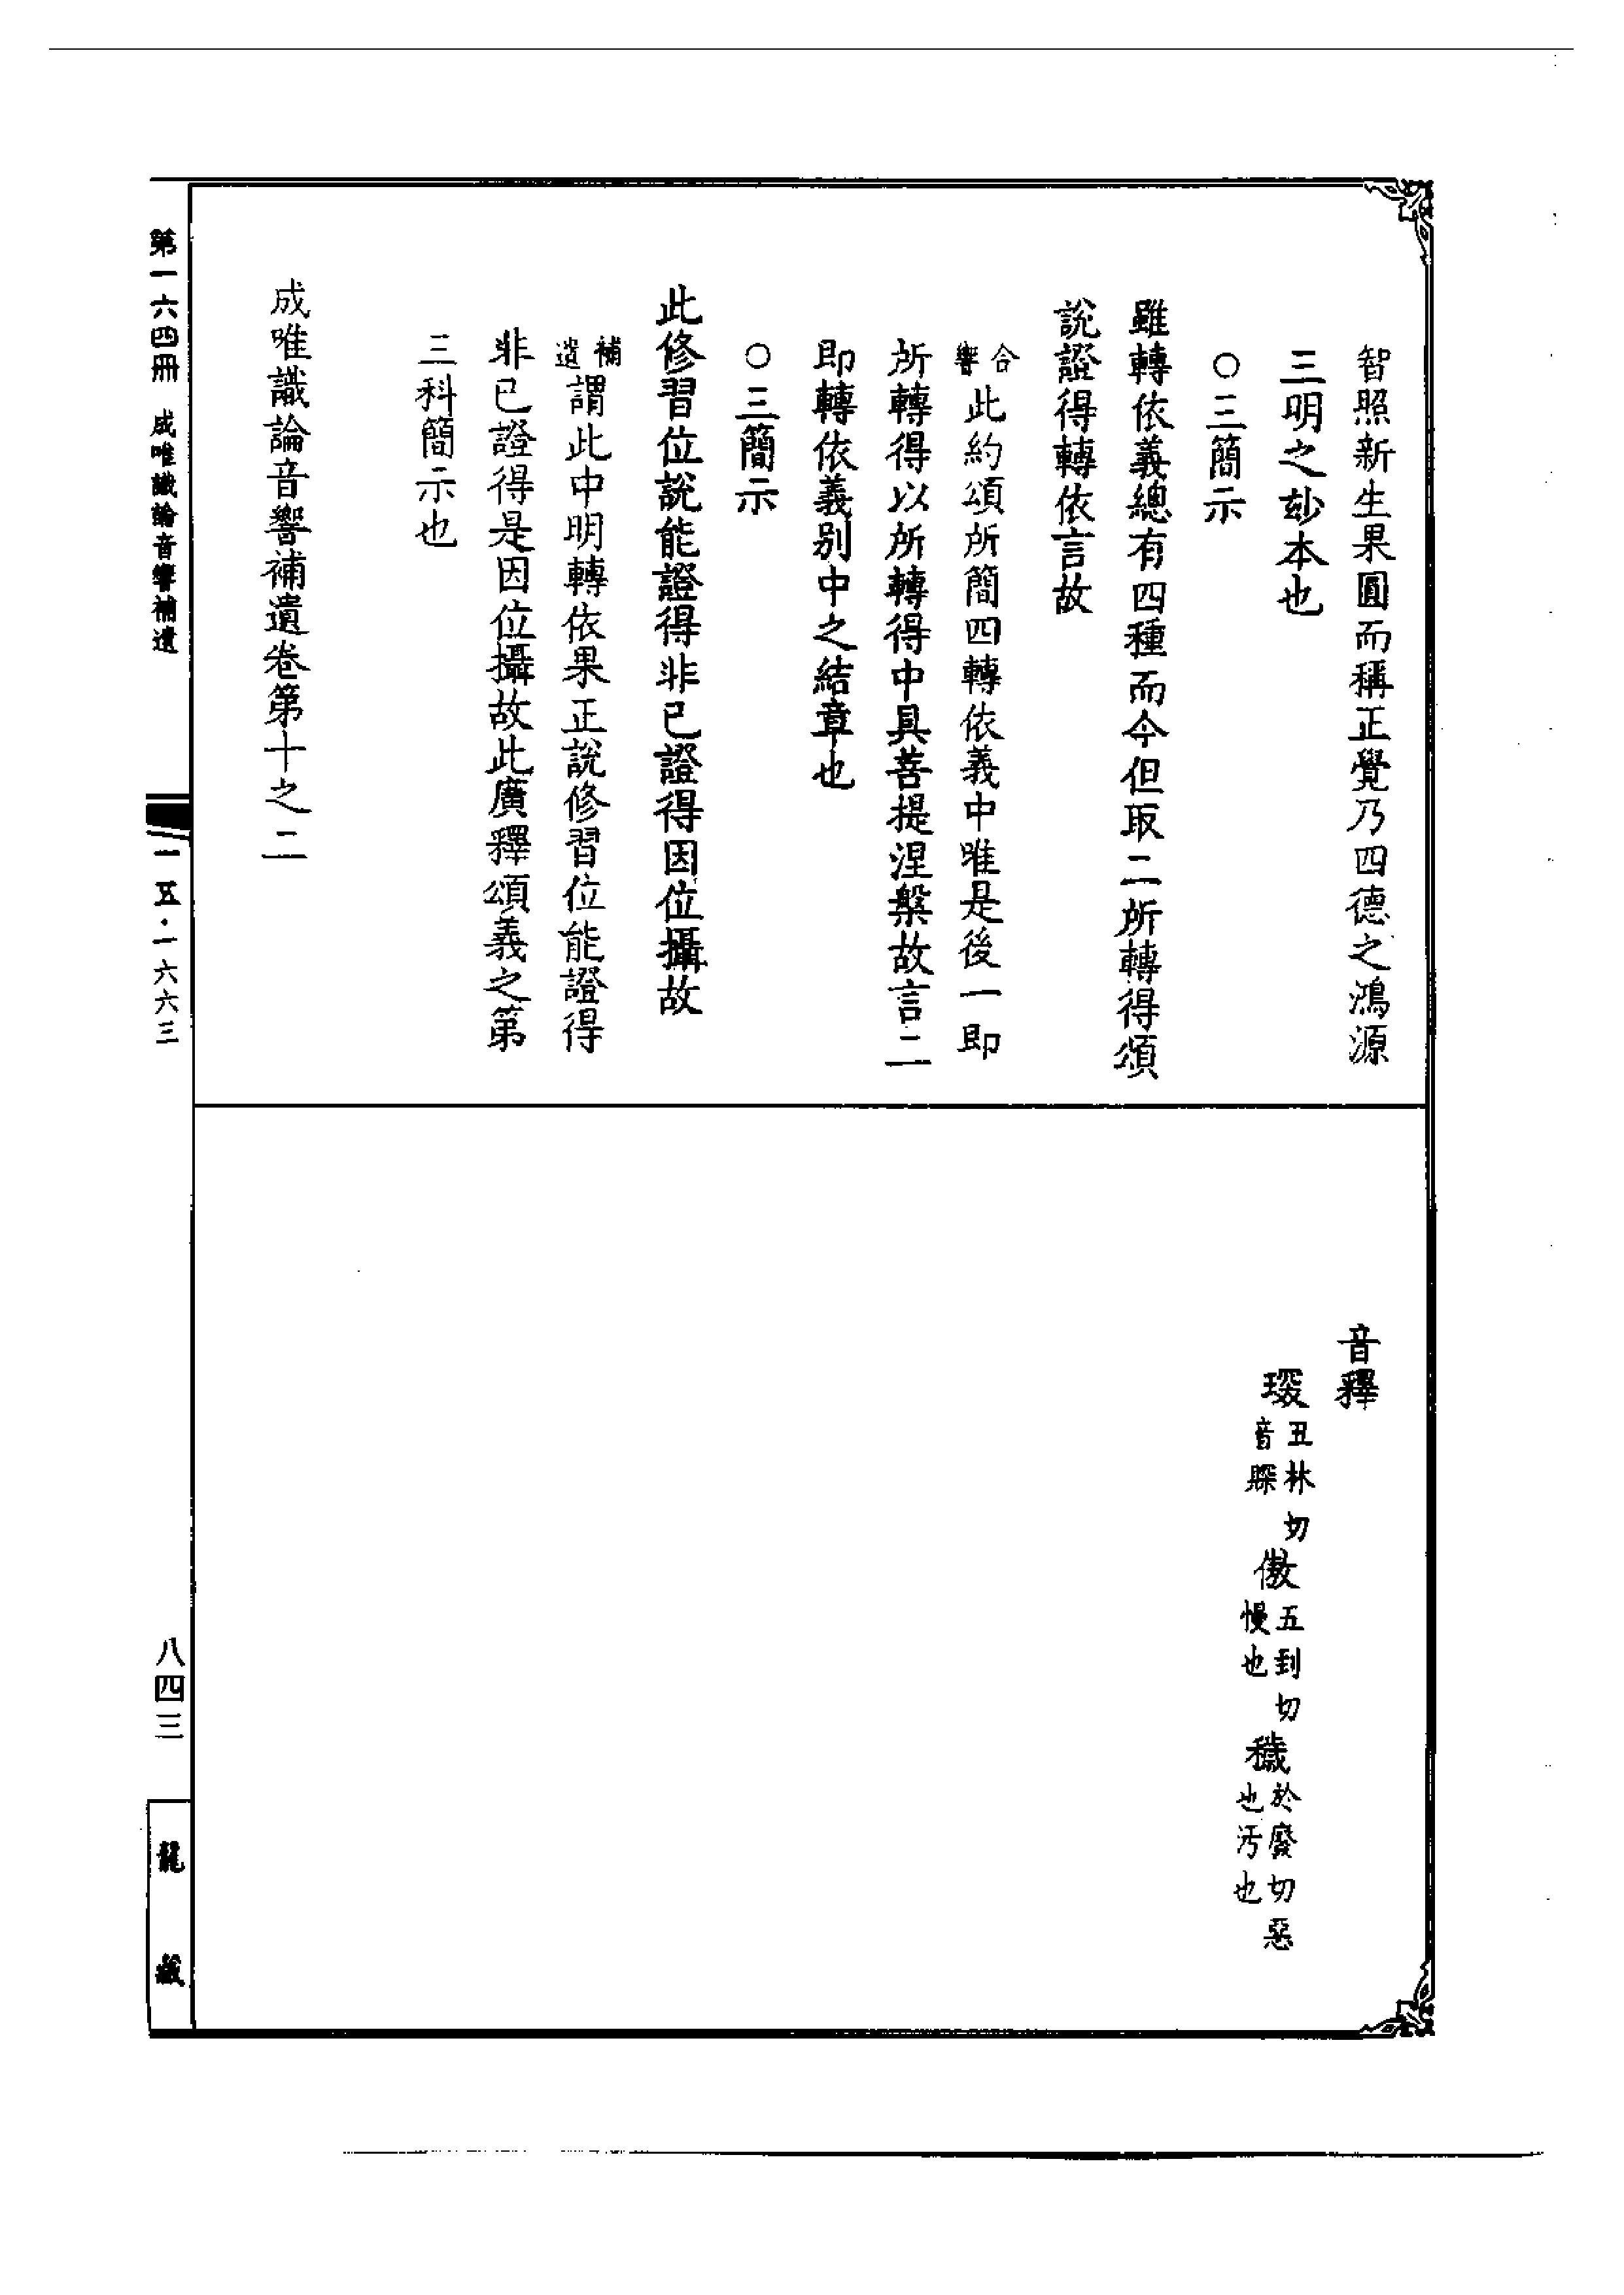 智照新生果圓而稱正覺乃四德之鴻源
三明之玅本也
○三簡示
雖轉依義總有四種而今但取二所轉得頌
說證得轉依言故
合響此約頌所簡四轉依義中唯是後一即
所轉得以所轉得中具菩提涅槃故言二
即轉依義別中之結章也
○三簡示
此修習位說能證得非已證得因位攝故
補遺謂此中明轉依果正說修習位能證得
非已證得是因位攝故此廣釋頌義之第
三科簡示也
成唯識論音響補遺卷第十之二
音釋
琛丑林切音賝 傲五到切慢也 穢於廢切惡也汚也
第一六四冊 成唯識論音響補遺
一五·一六六三
八四三
龍藏